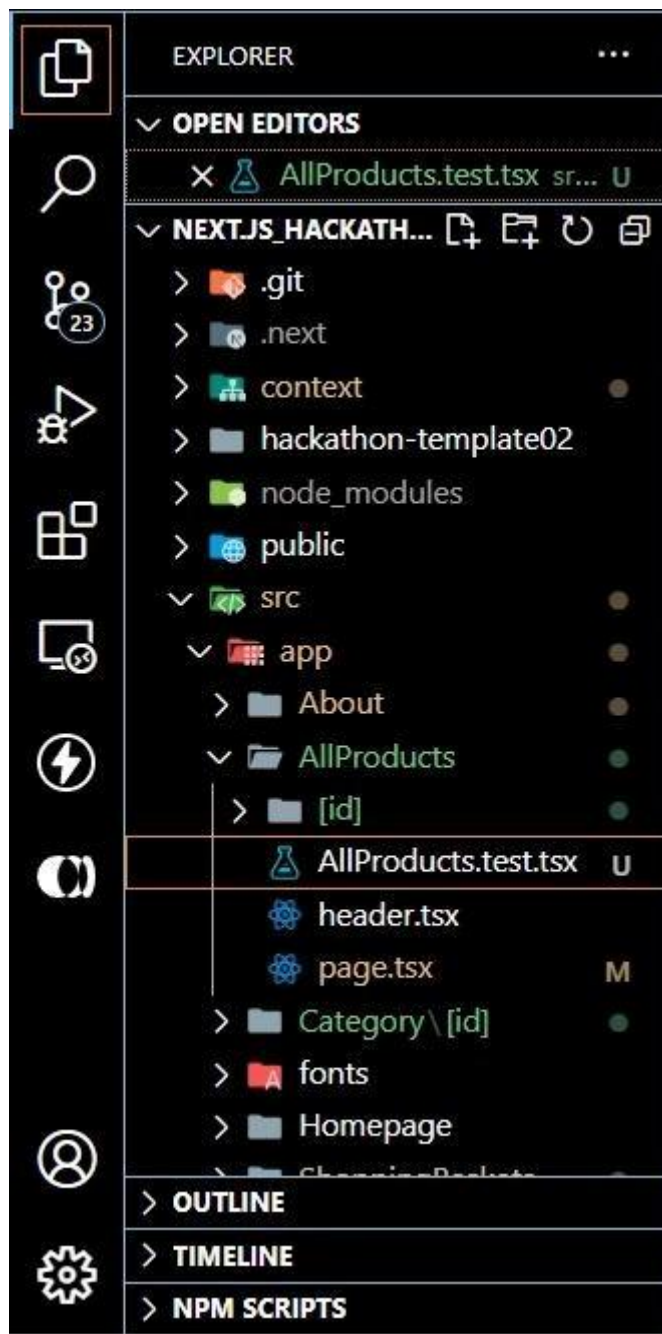 EXPLORER ...
OPEN EDITORS
AllProducts.test.tsx sr... U
NEXT.JS_HACKATH...
23
.git
.next
context
hackathon-template02
node_modules
public
src
app
About
AllProducts
[id]
AllProducts.test.tsx U
header.tsx
page.tsx M
Category\[id]
fonts
Homepage
OUTLINE
TIMELINE
NPM SCRIPTS